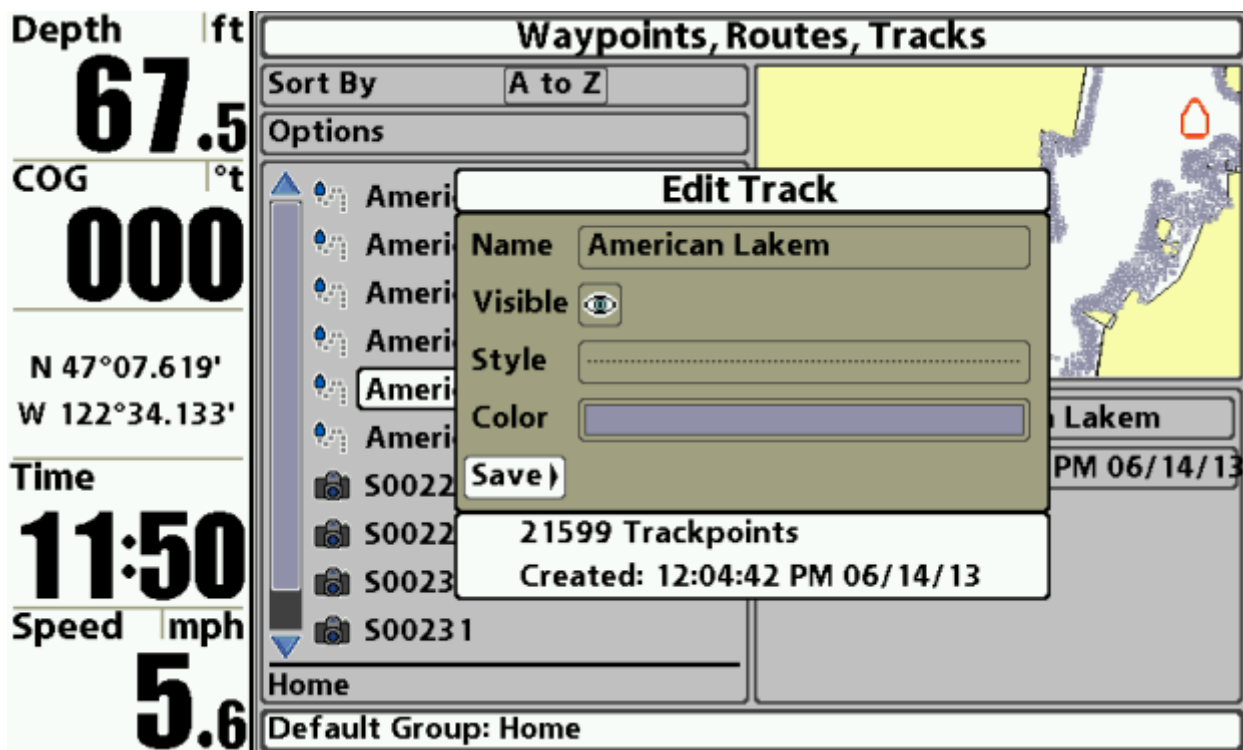 Depth ft
67.5
COG °t
000
N 47°07.619'
W 122°34.133'
Time
11:50
Speed mph
5.6
Waypoints, Routes, Tracks
Sort By A to Z
Options
Ameri
Ameri
Ameri
Ameri
Ameri
Ameri
S0022
S0022
S0023
S00231
Home
Default Group: Home
Edit Track
Name American Lakem
Visible
Style
Color
Save
21599 Trackpoints
Created: 12:04:42 PM 06/14/13
Lakem
PM 06/14/13